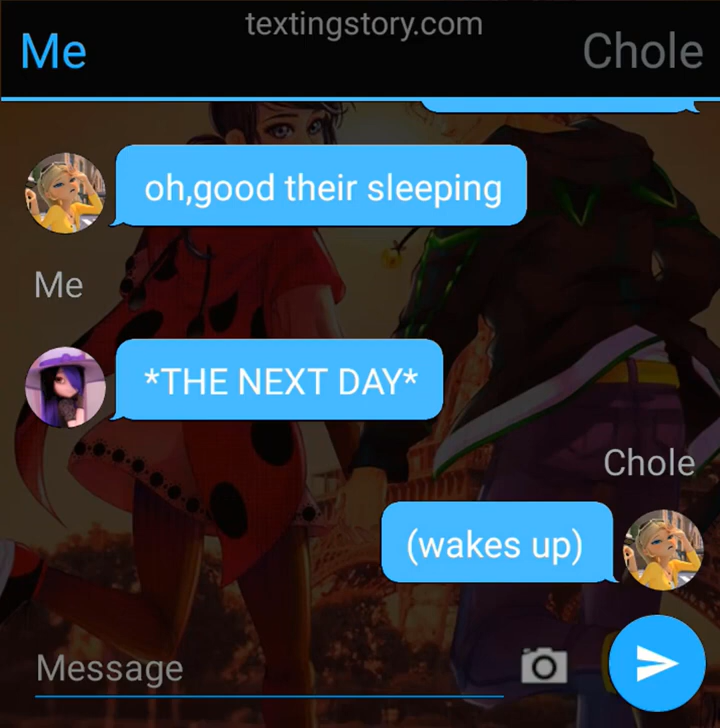 textingstory.com
Me
Chole
oh,good their sleeping
Me
*THE NEXT DAY*
Chole
(wakes up)
Message